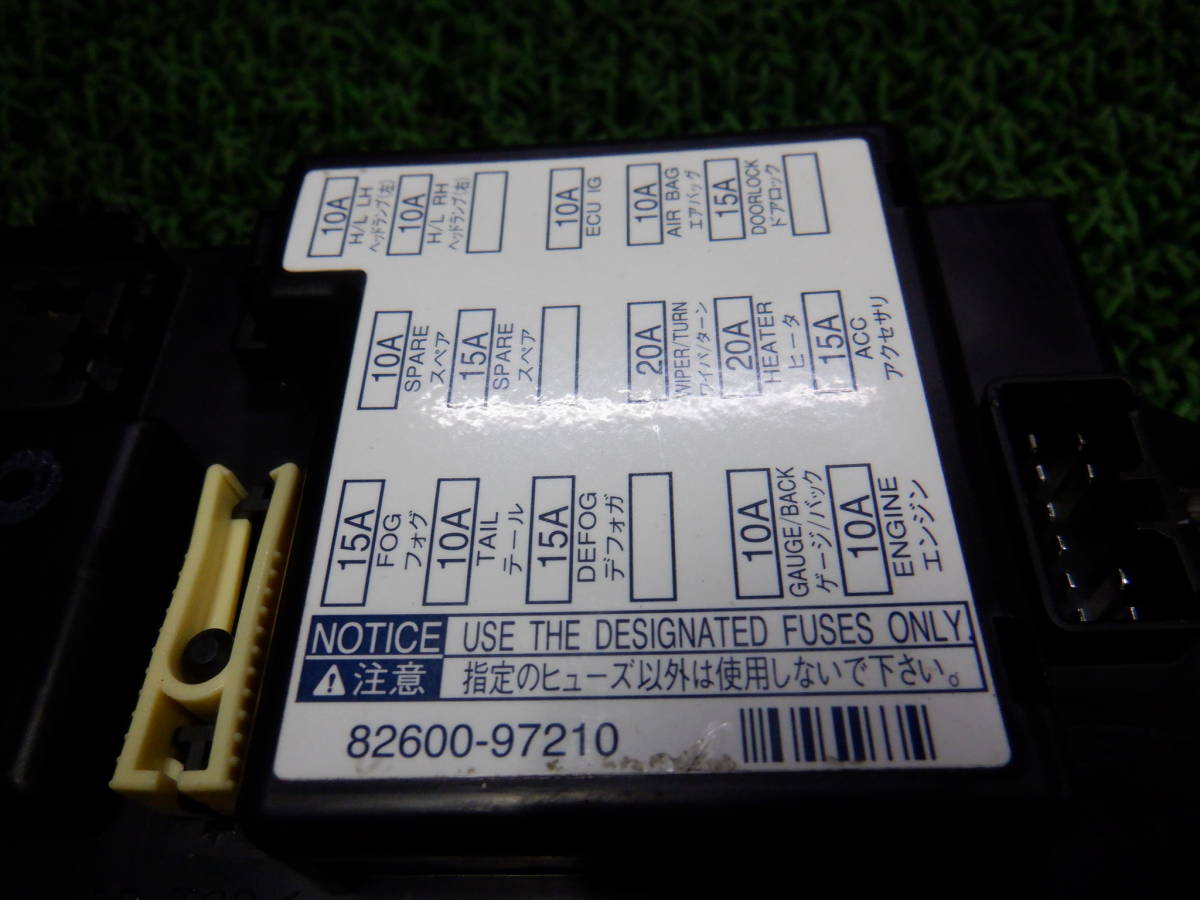 10A
H/L LH
ヘッドランプ(左)
10A
H/L RH
ヘッドランプ(右)
10A
ECU IG
10A
AIR BAG
エアバッグ
15A
DOORLOCK
ドアロック
10A
SPARE
スペア
15A
SPARE
スペア
20A
WIPER/TURN
ワイパ/ターン
20A
HEATER
ヒータ
15A
ACC
アクセサリ
15A
FOG
フォグ
10A
TAIL
テール
15A
DEFOG
デフォガ
10A
GAUGE/BACK
ゲージ/バック
10A
ENGINE
エンジン
NOTICE USE THE DESIGNATED FUSES ONLY.
注意 指定のヒューズ以外は使用しないで下さい。
82600-97210